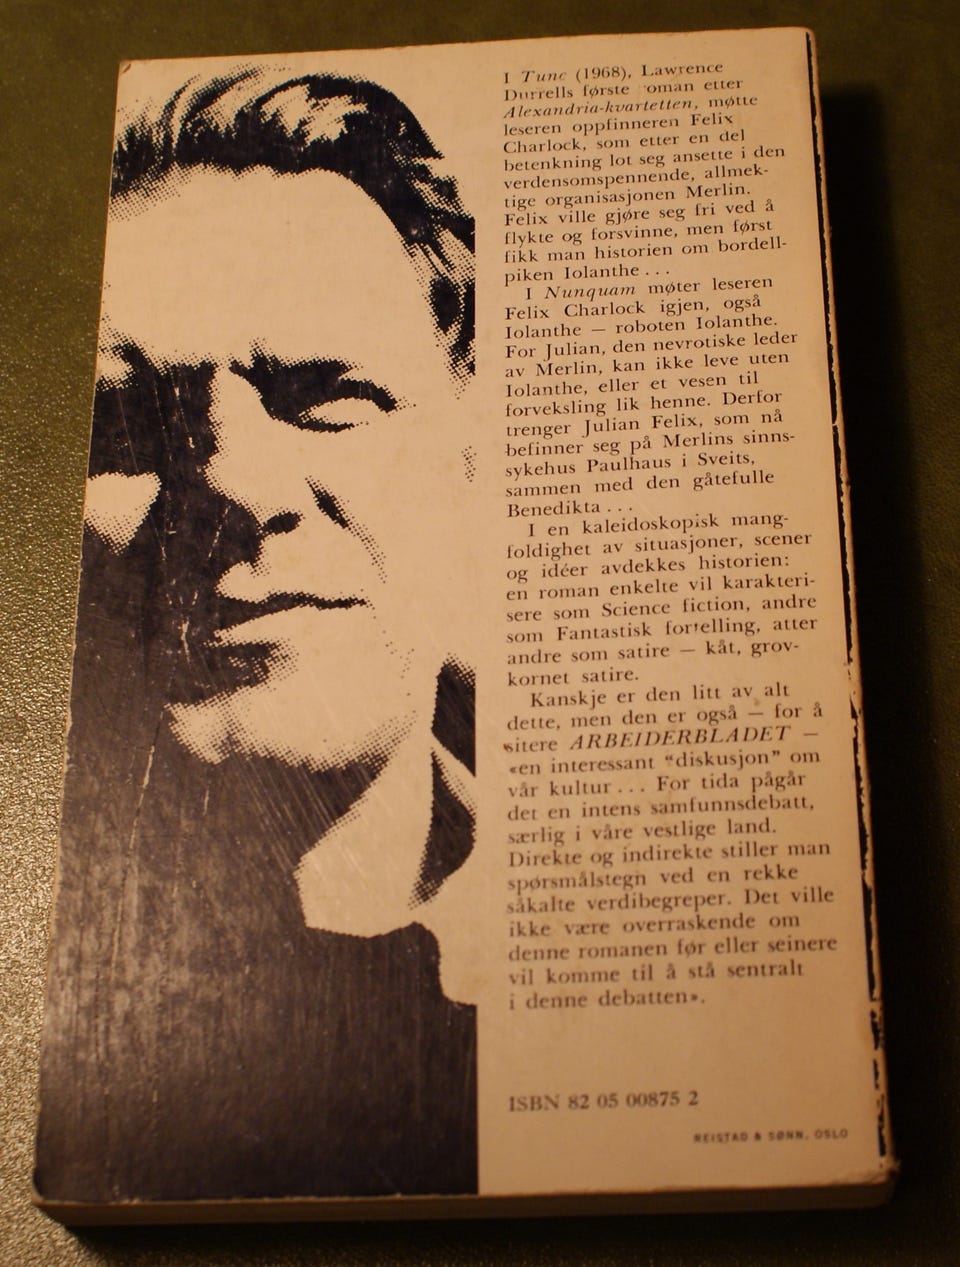 I Tunc (1968), Lawrence
Durrells første roman etter
Alexandria-kvartetten, møtte
leseren oppfinneren Felix
Charlock, som etter en del
betenkning lot seg ansette i den
verdensomspennende, allmek-
tige organisasjonen Merlin.
Felix ville gjøre seg fri ved å
flykte og forsvinne, men først
fikk man historien om bordell-
piken Iolanthe . . .
I Nunquam møter leseren
Felix Charlock igjen, også
Iolanthe — roboten Iolanthe.
For Julian, den nevrotiske leder
av Merlin, kan ikke leve uten
Iolanthe, eller et vesen til
forveksling lik henne. Derfor
trenger Julian Felix, som nå
befinner seg på Merlins sinns-
sykehus Paulhaus i Sveits,
sammen med den gåtefulle
Benedikta . . .
I en kaleidoskopisk mang-
foldighet av situasjoner, scener
og idéer avdekkes historien:
en roman enkelte vil karakteri-
sere som Science fiction, andre
som Fantastisk fortelling, atter
andre som satire — kåt, grov-
kornet satire.
Kanskje er den litt av alt
dette, men den er også — for å
sitere ARBEIDERBLADET —
«en interessant “diskusjon” om
vår kultur . . . For tida pågår
det en intens samfunnsdebatt,
særlig i våre vestlige land.
Direkte og indirekte stiller man
spørsmålstegn ved en rekke
såkalte verdibegreper. Det ville
ikke være overraskende om
denne romanen før eller seinere
vil komme til å stå sentralt
i denne debatten».
ISBN 82 05 00875 2
REISTAD & SØNN, OSLO